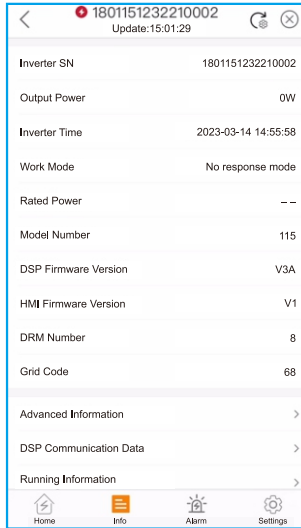 1801151232210002
Update:15:01:29
Inverter SN 1801151232210002
Output Power 0W
Inverter Time 2023-03-14 14:55:58
Work Mode No response mode
Rated Power – –
Model Number 115
DSP Firmware Version V3A
HMI Firmware Version V1
DRM Number 8
Grid Code 68
Advanced Information
DSP Communication Data
Running Information
Home Info Alarm Settings